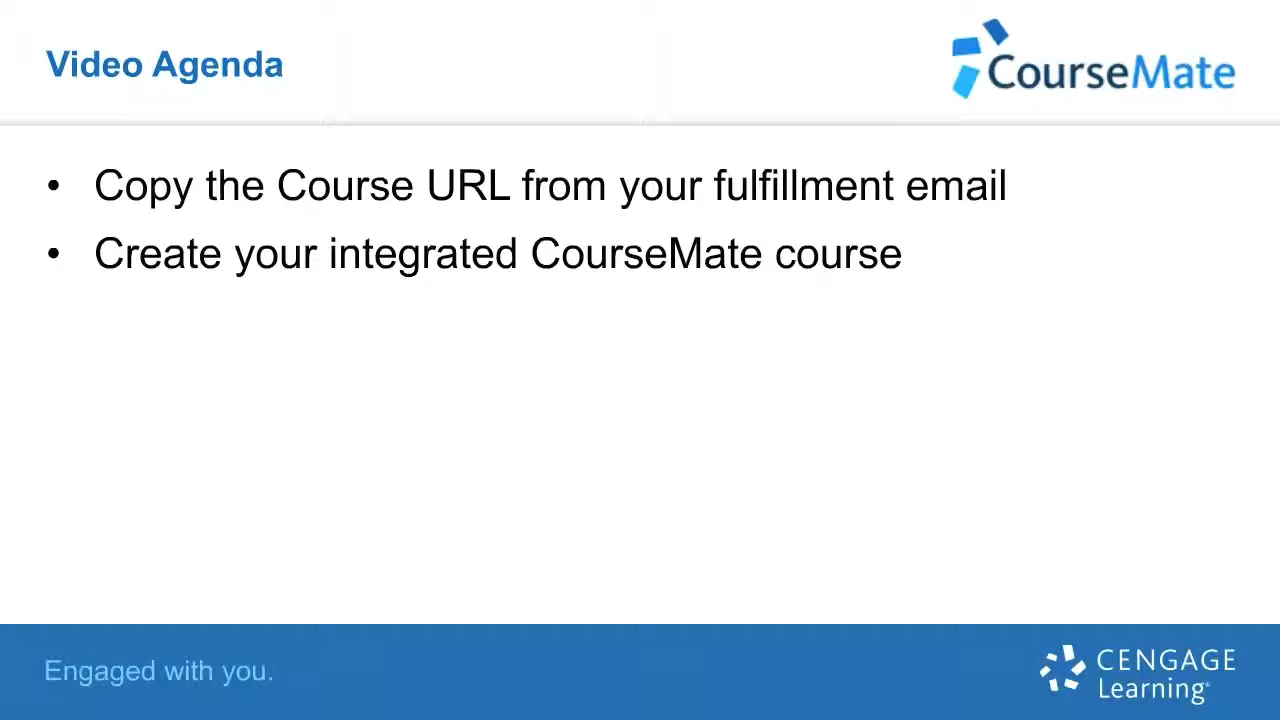 Video Agenda
CourseMate
• Copy the Course URL from your fulfillment email
• Create your integrated CourseMate course
Engaged with you.
CENGAGE
Learning®